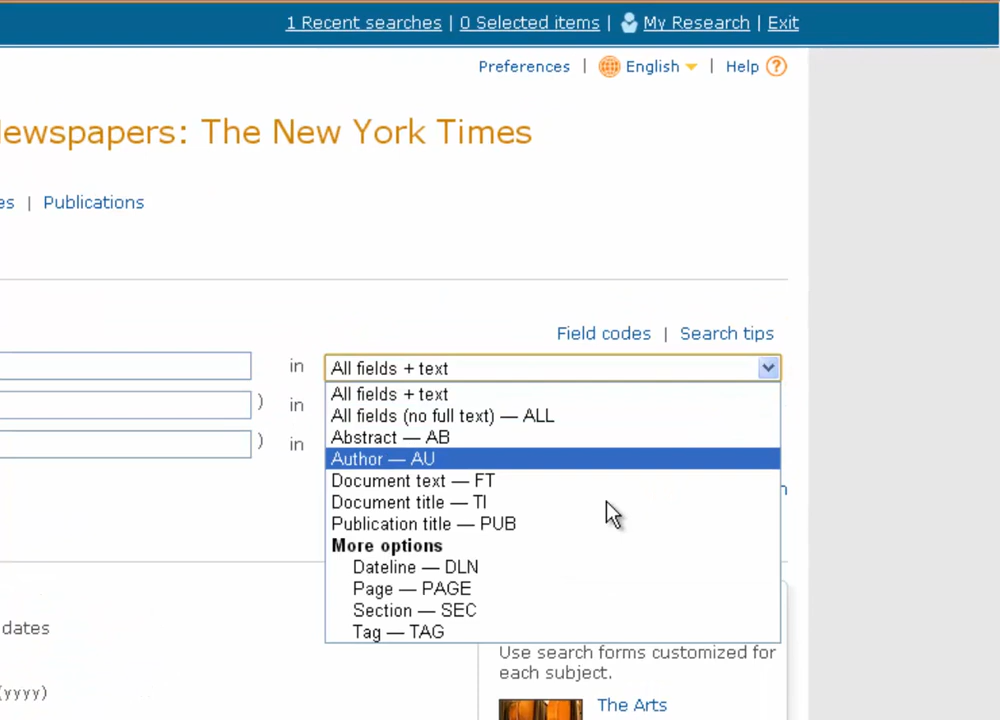 1 Recent searches | 0 Selected items | My Research | Exit
Preferences | English | Help ?
ewspapers: The New York Times
es | Publications
Field codes | Search tips
in All fields + text
All fields + text
) in
All fields (no full text) — ALL
Abstract — AB
) in
Author — AU
Document text — FT
Document title — TI
Publication title — PUB
More options
Dateline — DLN
Page — PAGE
Section — SEC
Tag — TAG
dates
Use search forms customized for
each subject.
(yyyy)
The Arts